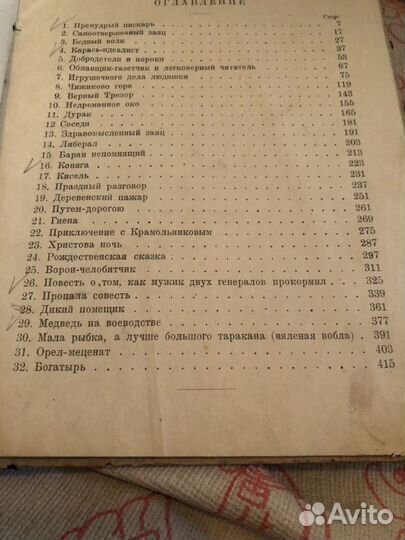 ОГЛАВЛЕНИЕ
Стр.
1. Премудрый пискарь 7
2. Самоотверженный заяц 17
3. Бедный волк 27
4. Карась-идеалист 37
5. Добродетели и пороки 53
6. Обманщик-газетчик и легковерный читатель 67
7. Игрушечного дела людишки 75
8. Чижиково горе 119
9. Верный Трезор 143
10. Недреманное око 155
11. Дурак 165
12 Соседи 181
13. Здравомысленный заяц 191
14. Либерал 203
15. Баран непомнящий 213
16. Коняга 223
17. Кисель 231
18. Праздный разговор 237
19. Деревенский пожар 251
20. Путем-дорогою 261
21. Гиена 269
22. Приключение с Крамольниковым 275
23. Христова ночь 287
24. Рождественская сказка 297
25. Ворон-челобитчик 311
26. Повесть о том, как мужик двух генералов прокормил 325
27. Пропала совесть 339
28. Дикий помещик 361
29. Медведь на воеводстве 377
30. Мала рыбка, а лучше большого таракана (вяленая вобла) 391
31. Орел-меценат 403
32. Богатырь 415
Avito